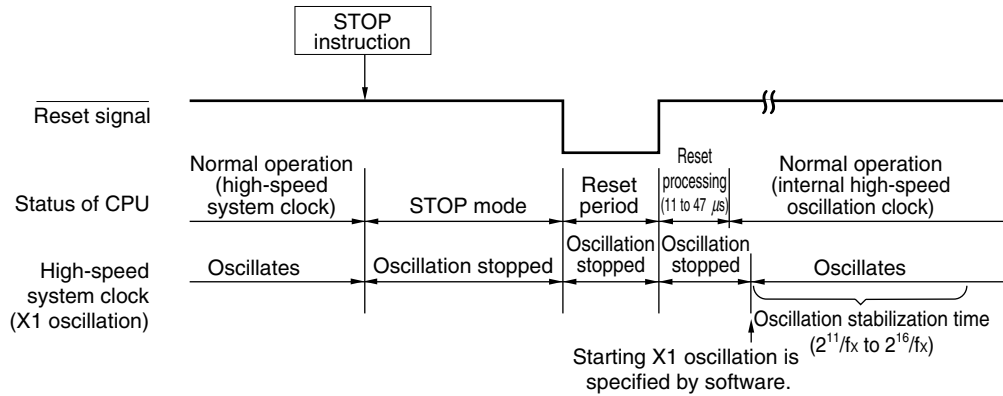 STOP
instruction
Reset signal
Normal operation
(high-speed
system clock)
STOP mode
Reset
period
Reset
processing
(11 to 47 μs)
Normal operation
(internal high-speed
oscillation clock)
Status of CPU
High-speed
system clock
(X1 oscillation)
Oscillates
Oscillation stopped
Oscillation
stopped
Oscillation
stopped
Oscillates
Oscillation stabilization time
(2¹¹/fx to 2¹⁶/fx)
Starting X1 oscillation is
specified by software.